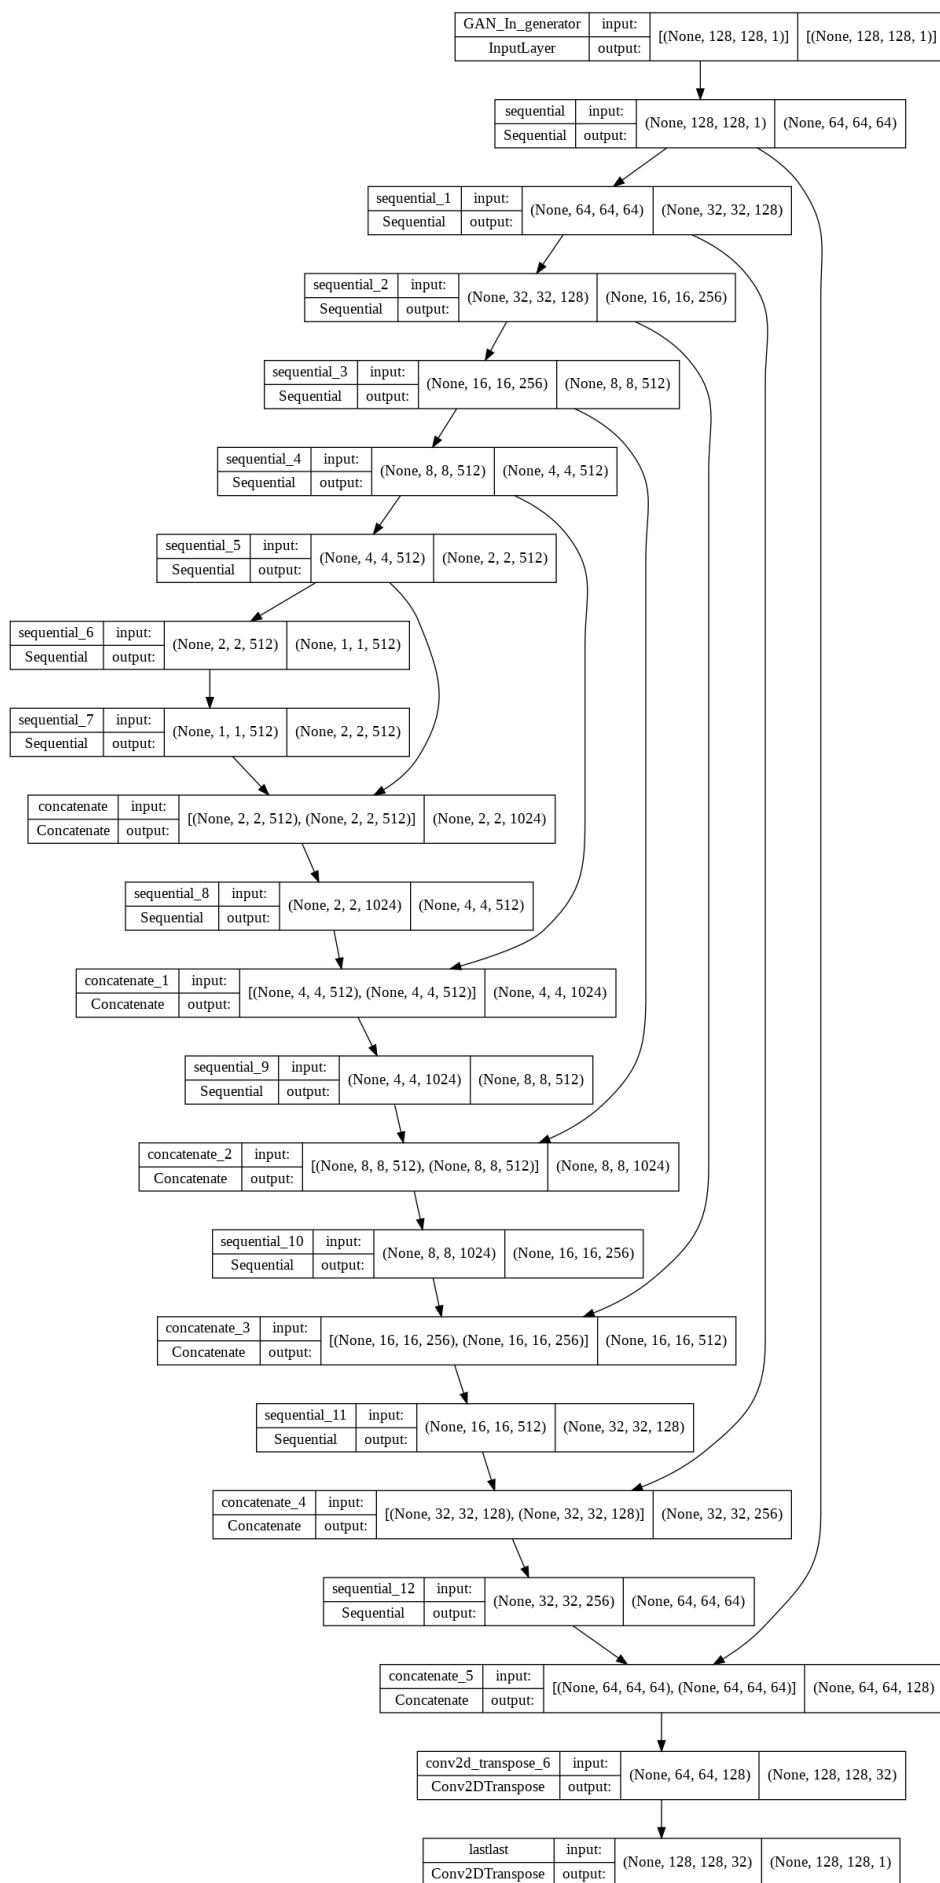 GAN_In_generator input: [(None, 128, 128, 1)] [(None, 128, 128, 1)]
InputLayer output:
sequential input: (None, 128, 128, 1) (None, 64, 64, 64)
Sequential output:
sequential_1 input: (None, 64, 64, 64) (None, 32, 32, 128)
Sequential output:
sequential_2 input: (None, 32, 32, 128) (None, 16, 16, 256)
Sequential output:
sequential_3 input: (None, 16, 16, 256) (None, 8, 8, 512)
Sequential output:
sequential_4 input: (None, 8, 8, 512) (None, 4, 4, 512)
Sequential output:
sequential_5 input: (None, 4, 4, 512) (None, 2, 2, 512)
Sequential output:
sequential_6 input: (None, 2, 2, 512) (None, 1, 1, 512)
Sequential output:
sequential_7 input: (None, 1, 1, 512) (None, 2, 2, 512)
Sequential output:
concatenate input: [(None, 2, 2, 512), (None, 2, 2, 512)] (None, 2, 2, 1024)
Concatenate output:
sequential_8 input: (None, 2, 2, 1024) (None, 4, 4, 512)
Sequential output:
concatenate_1 input: [(None, 4, 4, 512), (None, 4, 4, 512)] (None, 4, 4, 1024)
Concatenate output:
sequential_9 input: (None, 4, 4, 1024) (None, 8, 8, 512)
Sequential output:
concatenate_2 input: [(None, 8, 8, 512), (None, 8, 8, 512)] (None, 8, 8, 1024)
Concatenate output:
sequential_10 input: (None, 8, 8, 1024) (None, 16, 16, 256)
Sequential output:
concatenate_3 input: [(None, 16, 16, 256), (None, 16, 16, 256)] (None, 16, 16, 512)
Concatenate output:
sequential_11 input: (None, 16, 16, 512) (None, 32, 32, 128)
Sequential output:
concatenate_4 input: [(None, 32, 32, 128), (None, 32, 32, 128)] (None, 32, 32, 256)
Concatenate output:
sequential_12 input: (None, 32, 32, 256) (None, 64, 64, 64)
Sequential output:
concatenate_5 input: [(None, 64, 64, 64), (None, 64, 64, 64)] (None, 64, 64, 128)
Concatenate output:
conv2d_transpose_6 input: (None, 64, 64, 128) (None, 128, 128, 32)
Conv2DTranspose output:
lastlast input: (None, 128, 128, 32) (None, 128, 128, 1)
Conv2DTranspose output: